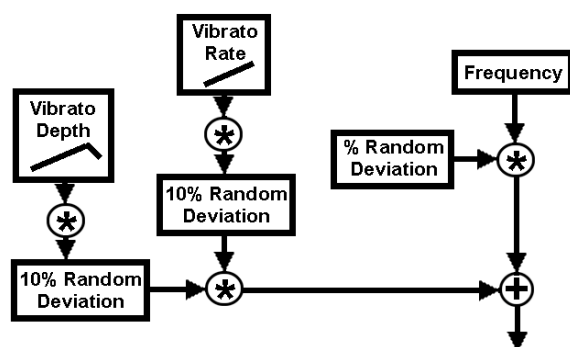 Vibrato
Rate
Frequency
Vibrato
Depth
% Random
Deviation
*
*
10% Random
Deviation
*
10% Random
Deviation
*
+